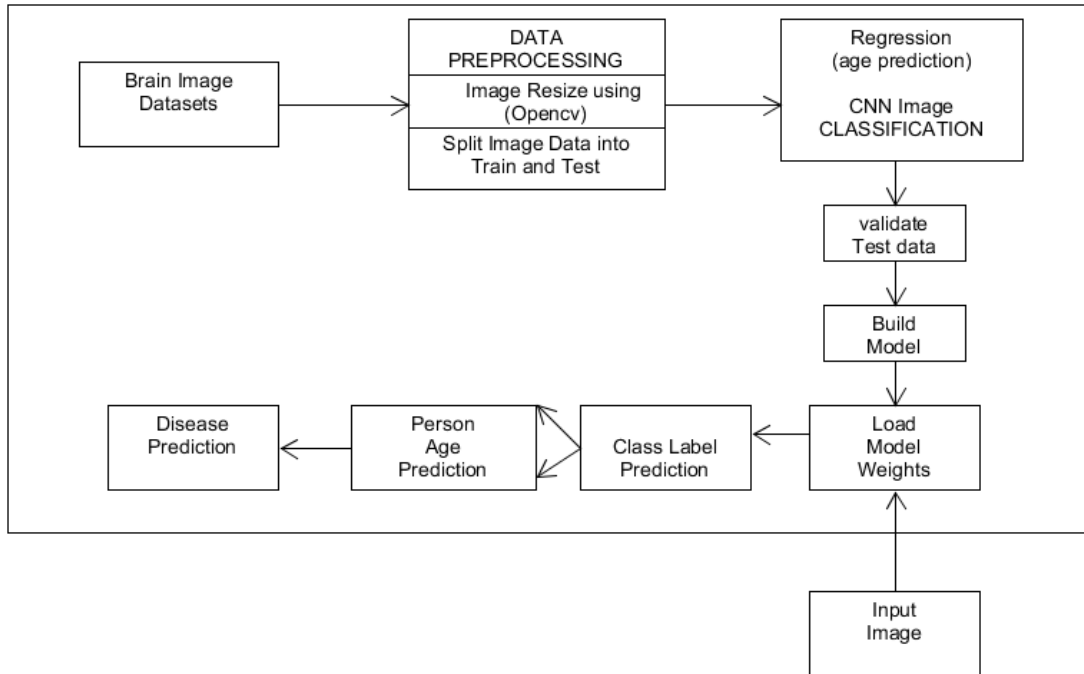 Brain Image
Datasets
DATA
PREPROCESSING
Image Resize using
(Opencv)
Split Image Data into
Train and Test
Regression
(age prediction)
CNN Image
CLASSIFICATION
validate
Test data
Build
Model
Load
Model
Weights
Class Label
Prediction
Person
Age
Prediction
Disease
Prediction
Input
Image